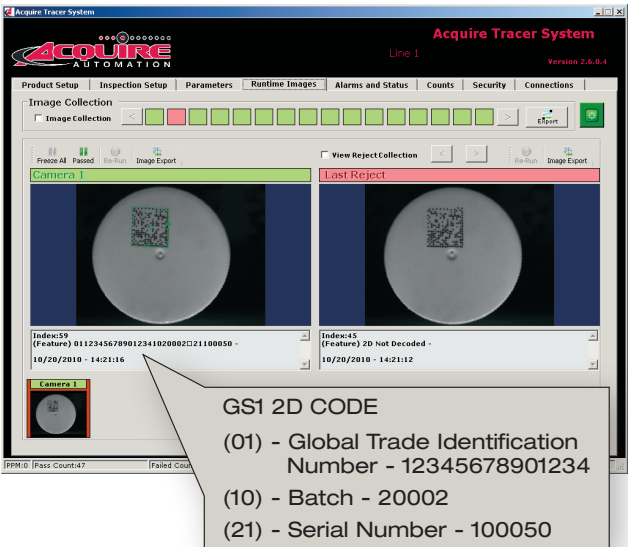 Acquire Tracer System
ACQUIRE
AUTOMATION
Line 1
Acquire Tracer System
Version 2.6.0.4
Product Setup Inspection Setup Parameters Runtime Images Alarms and Status Counts Security Connections
Image Collection
Image Collection < > Export
Freeze All Passed Re-Run Image Export View Reject Collection < > Re-Run Image Export
Camera 1 Last Reject
Index:59
(Feature) 01123456789012341020002□21100050 -
10/20/2010 - 14:21:16
Index:45
(Feature) 2D Not Decoded -
10/20/2010 - 14:21:12
Camera 1
PPM:0 Pass Count:47 Failed Cou
GS1 2D CODE
(01) - Global Trade Identification
Number - 12345678901234
(10) - Batch - 20002
(21) - Serial Number - 100050